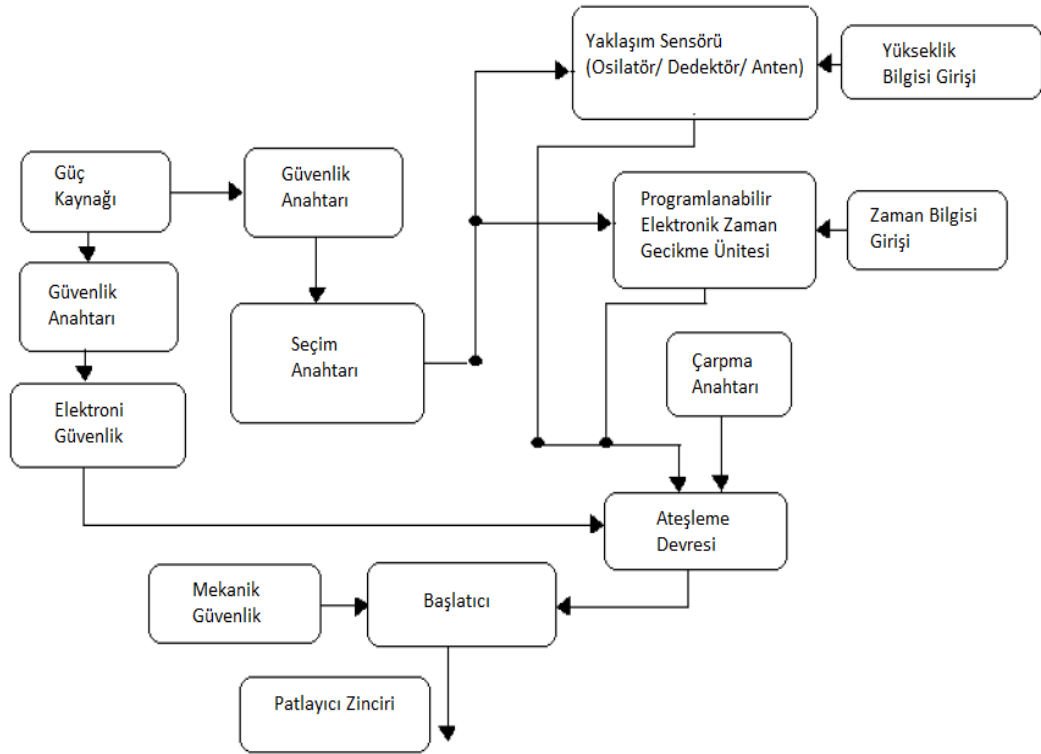 Yaklaşım Sensörü
(Osilatör/ Dedektör/ Anten)
Yükseklik
Bilgisi Girişi
Güç
Kaynağı
Güvenlik
Anahtarı
Programlanabilir
Elektronik Zaman
Gecikme Ünitesi
Zaman Bilgisi
Girişi
Güvenlik
Anahtarı
Seçim
Anahtarı
Çarpma
Anahtarı
Elektroni
Güvenlik
Ateşleme
Devresi
Mekanik
Güvenlik
Başlatıcı
Patlayıcı Zinciri